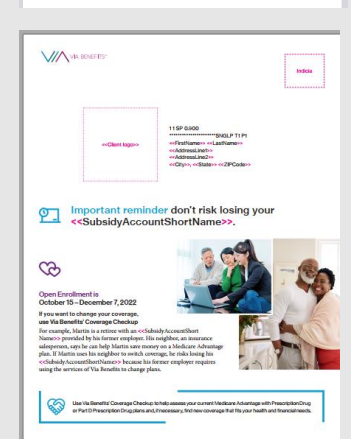 VIA BENEFITS™
Indicia
<<Client logo>>
11 SP 0.900
**********************SNGLP T1 P1
<<FirstName>> <<LastName>>
<<AddressLine1>>
<<AddressLine2>>
<<City>>, <<State>> <<ZIPCode>>
Important reminder don't risk losing your
<<SubsidyAccountShortName>>.
Open Enrollment is
October 15–December 7, 2022
If you want to change your coverage,
use Via Benefits' Coverage Checkup
For example, Martin is a retiree with an <<SubsidyAccountShort
Name>> provided by his former employer. His neighbor, an insurance
salesperson, says he can help Martin save money on a Medicare Advantage
plan. If Martin uses his neighbor to switch coverage, he risks losing his
<<SubsidyAccountShortName>> because his former employer requires
using the services of Via Benefits to change plans.
Use Via Benefits' Coverage Checkup to help assess your current Medicare Advantage with Prescription Drug
or Part D Prescription Drug plans and, if necessary, find new coverage that fits your health and financial needs.